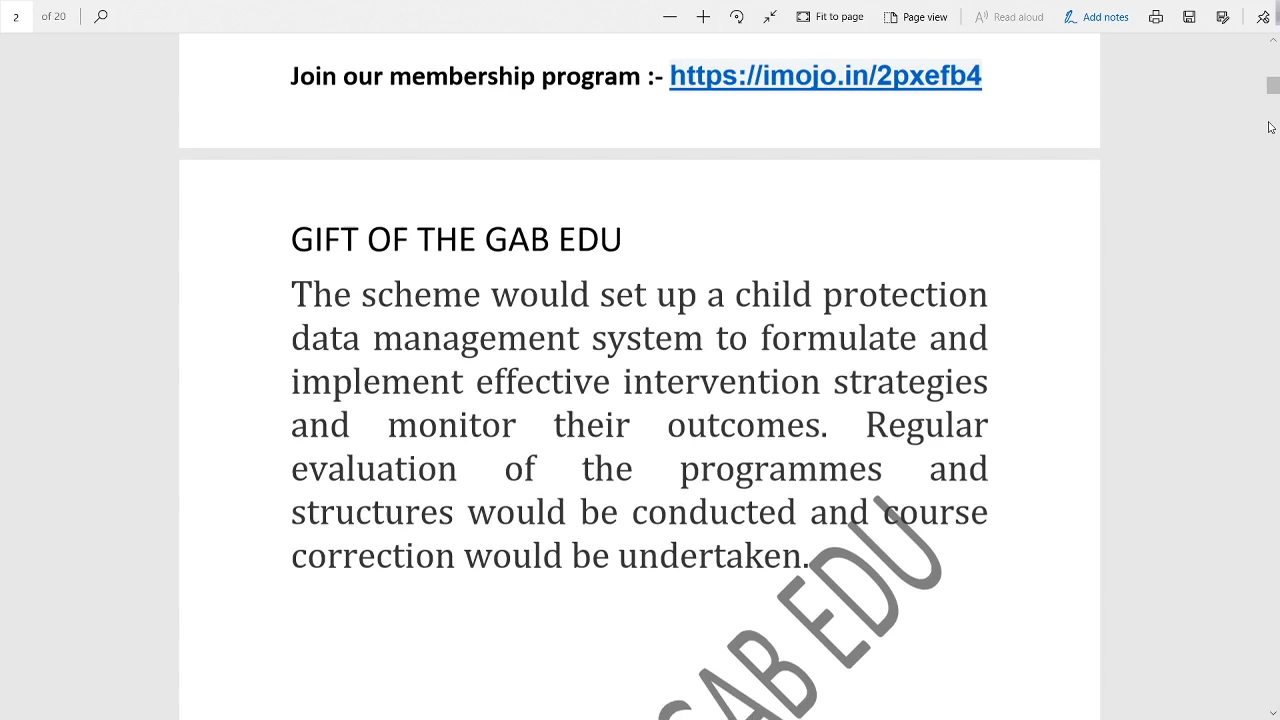 2 of 20 Fit to page Page view Read aloud Add notes
Join our membership program :- https://imojo.in/2pxefb4
GIFT OF THE GAB EDU
The scheme would set up a child protection
data management system to formulate and
implement effective intervention strategies
and monitor their outcomes. Regular
evaluation of the programmes and
structures would be conducted and course
correction would be undertaken.
GAB EDU